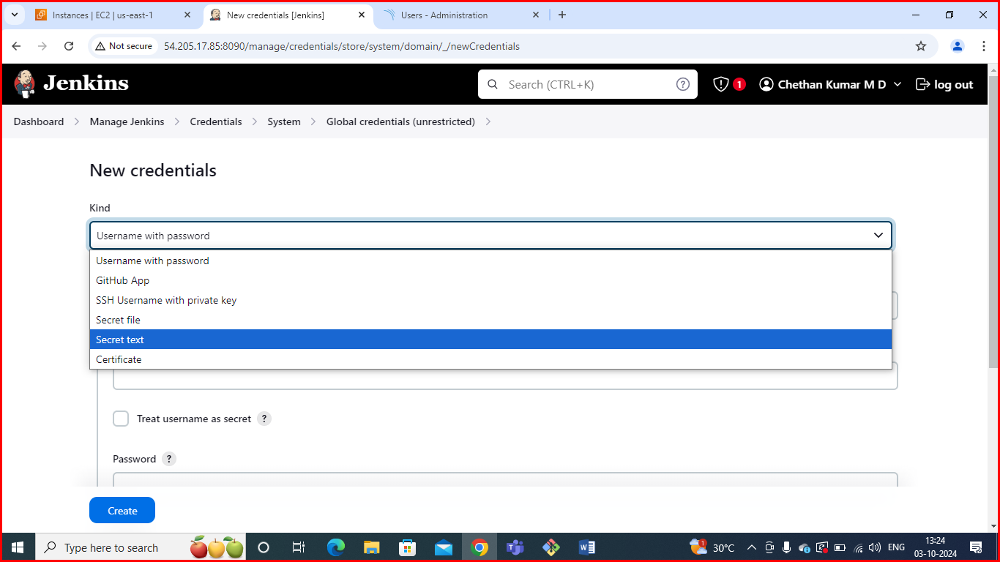 Instances | EC2 | us-east-1
New credentials [Jenkins]
Users - Administration
Not secure
54.205.17.85:8090/manage/credentials/store/system/domain/_/newCredentials
Jenkins
Search (CTRL+K)
?
1
Chethan Kumar M D
log out
Dashboard
Manage Jenkins
Credentials
System
Global credentials (unrestricted)
New credentials
Kind
Username with password
Username with password
GitHub App
SSH Username with private key
Secret file
Secret text
Certificate
Treat username as secret ?
Password ?
Create
Type here to search
1
30°C
ENG
13:24
03-10-2024